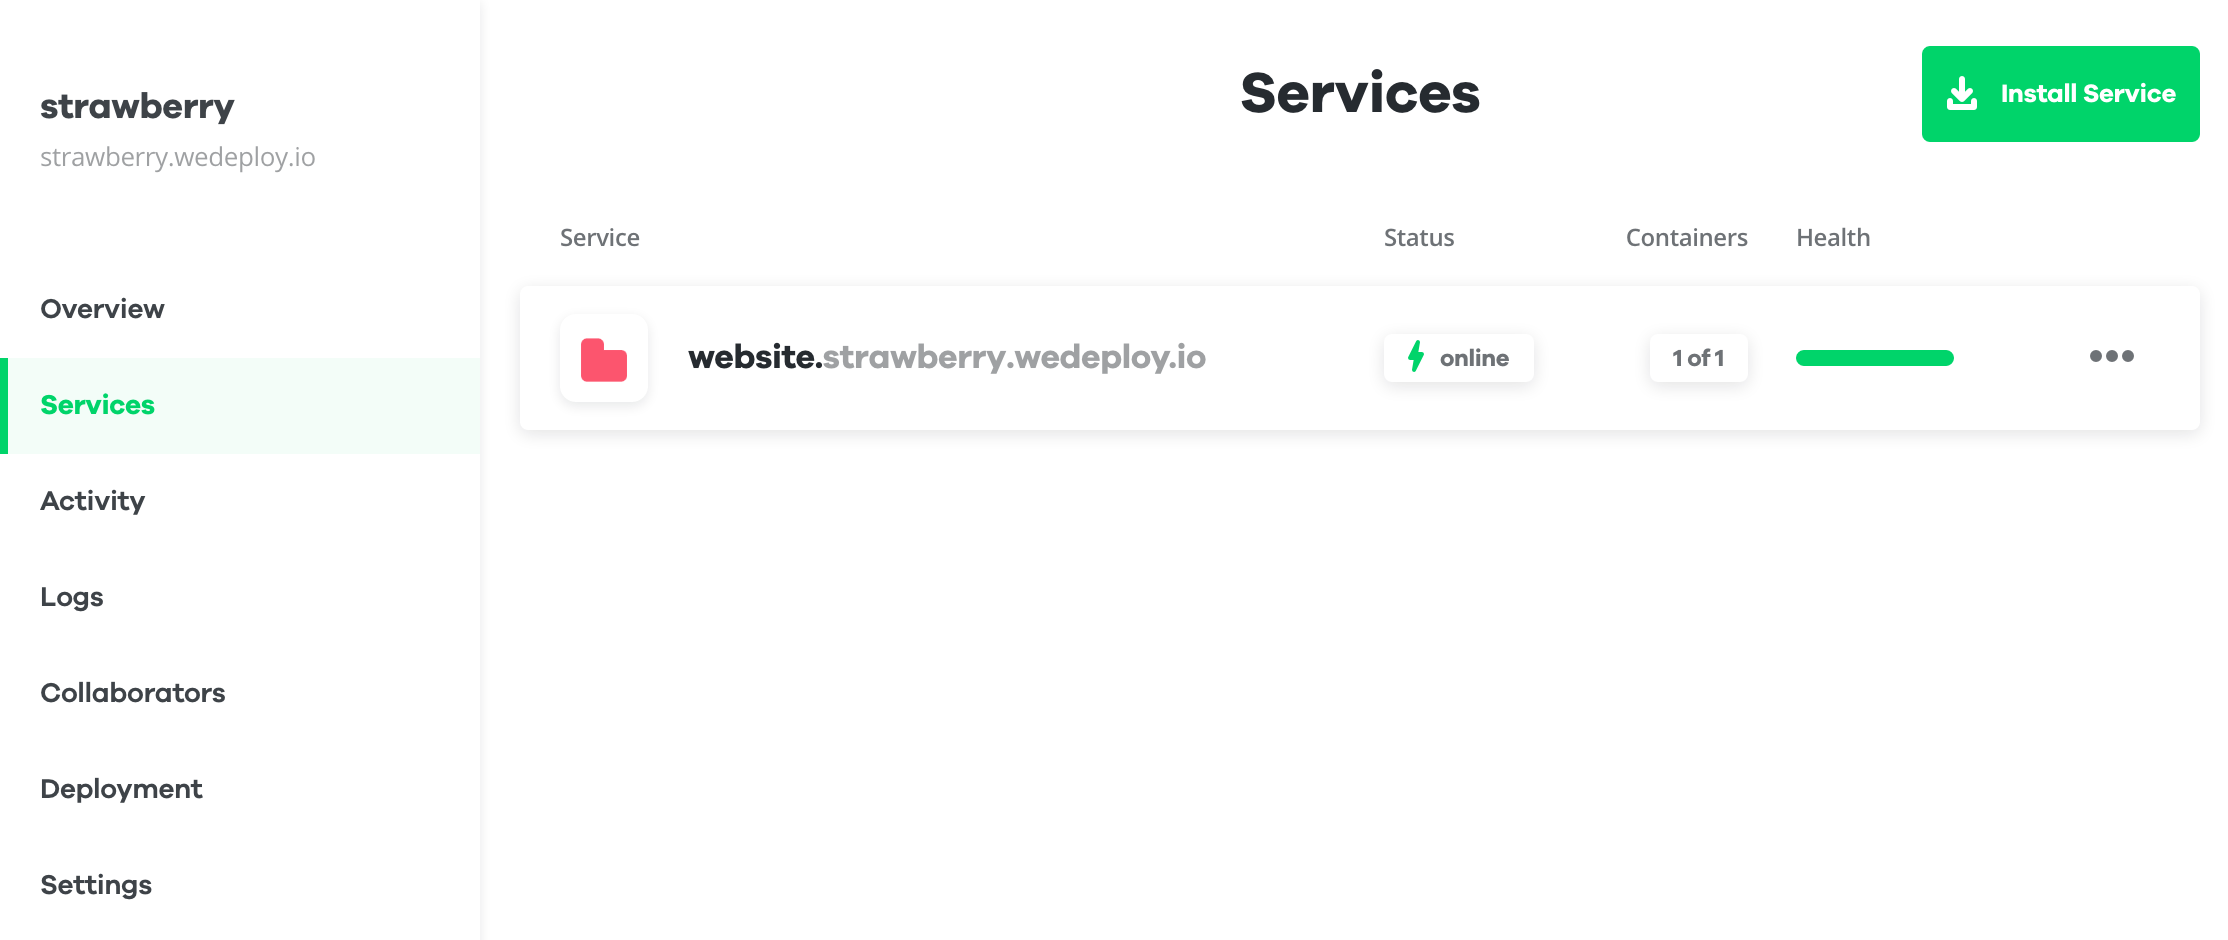 strawberry
strawberry.wedeploy.io
Overview
Services
Activity
Logs
Collaborators
Deployment
Settings
Services
Install Service
Service Status Containers Health
website.strawberry.wedeploy.io online 1 of 1